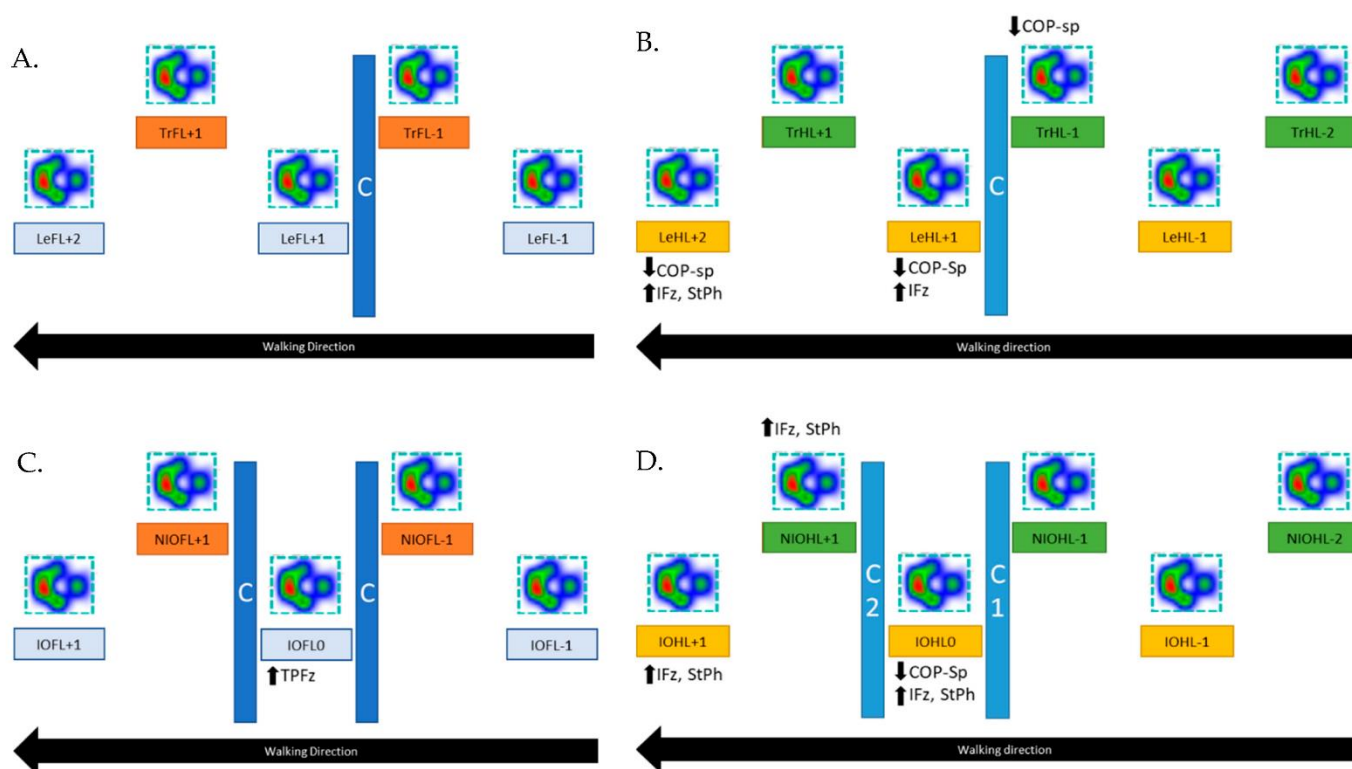 A.
TrFL+1
TrFL-1
C
LeFL+2
LeFL+1
LeFL-1
Walking Direction
B.
↓COP-sp
TrHL+1
TrHL-1
TrHL-2
C
LeHL+2
LeHL+1
LeHL-1
↓COP-sp
↑IFz, StPh
↓COP-Sp
↑IFz
Walking direction
C.
NIOFL+1
NIOFL-1
C
C
IOFL+1
IOFL0
IOFL-1
↑TPFz
Walking Direction
D.
↑IFz, StPh
NIOHL+1
NIOHL-1
NIOHL-2
C
2
C
1
IOHL+1
IOHL0
IOHL-1
↑IFz, StPh
↓COP-Sp
↑IFz, StPh
Walking direction